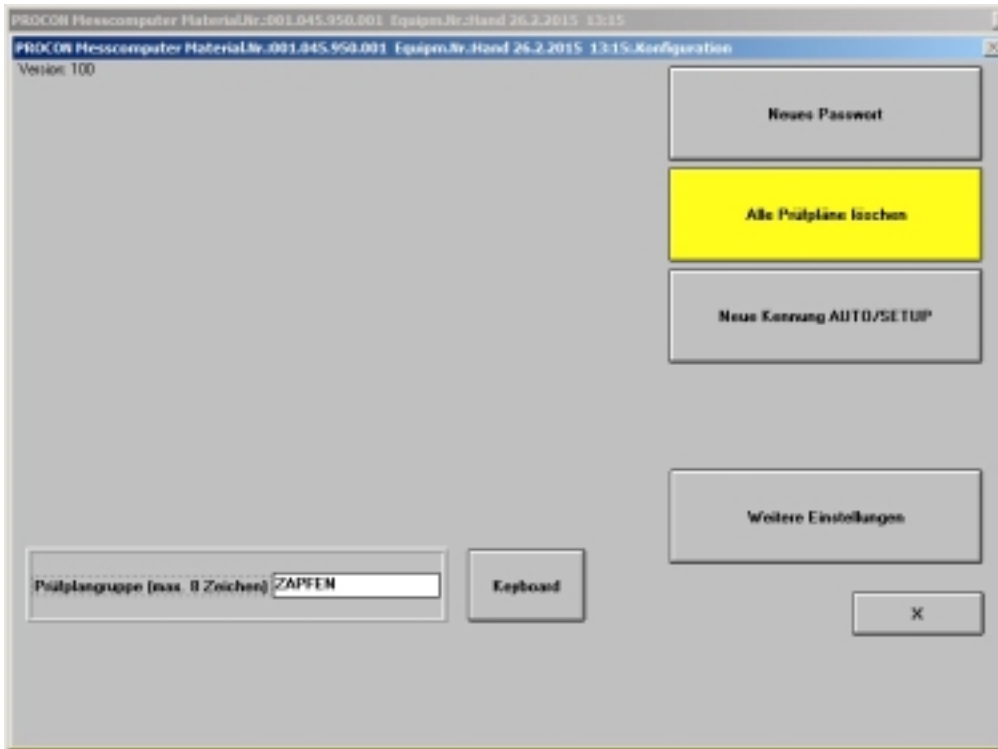 PROCON Messcomputer Material.Nr.:001.045.950.001 Equipm.Nr.:Hand 26.2.2015 13:15
PROCON Messcomputer Material.Nr.:001.045.950.001 Equipm.Nr.:Hand 26.2.2015 13:15:.Konfiguration
Version: 100
Neues Passwort
Alle Prüfpläne löschen
Neue Kennung AUTO/SETUP
Weitere Einstellungen
Prüfplangruppe (max. 8 Zeichen) ZAPFEN
Keyboard
X